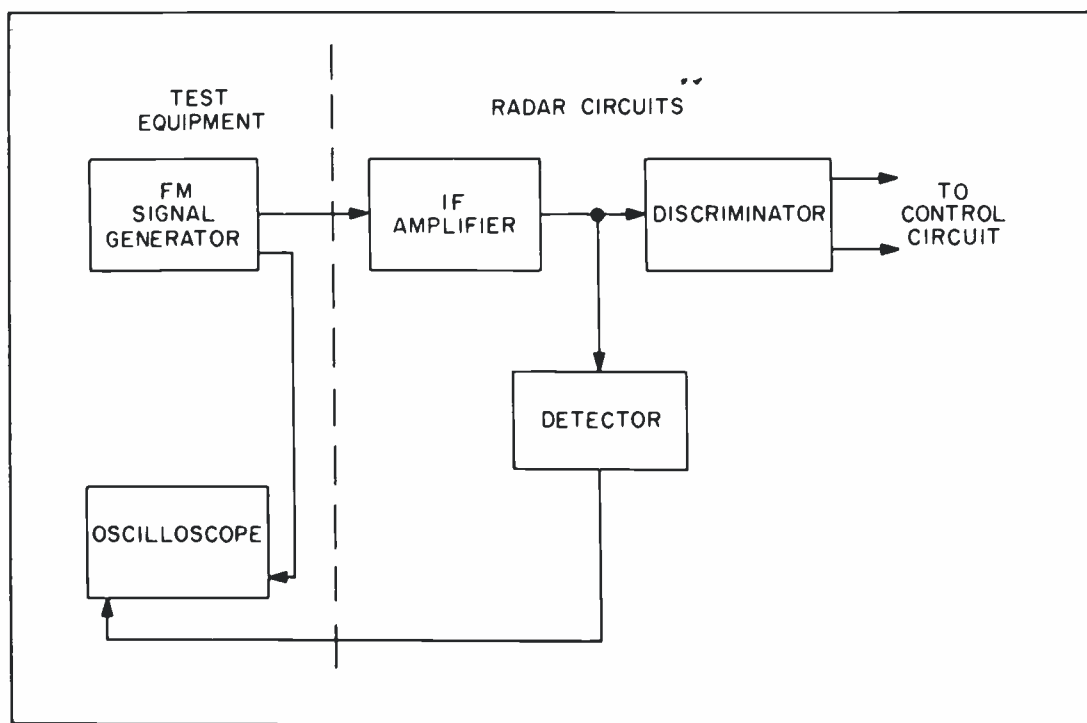 TEST
EQUIPMENT
RADAR CIRCUITS
FM
SIGNAL
GENERATOR
IF
AMPLIFIER
DISCRIMINATOR
TO
CONTROL
CIRCUIT
DETECTOR
OSCILLOSCOPE